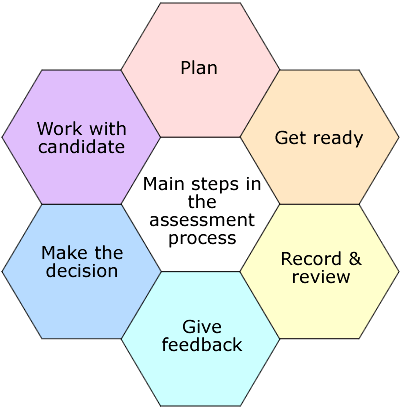 Plan
Get ready
Work with
candidate
Main steps in
the
assessment
process
Make the
decision
Record &
review
Give
feedback